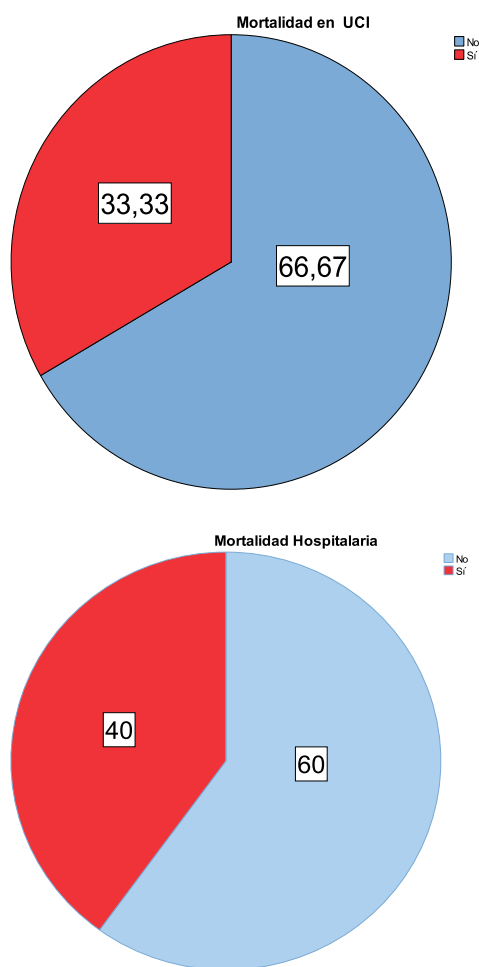 Mortalidad en UCI
No
Sí
33,33
66,67
Mortalidad Hospitalaria
No
Sí
40
60